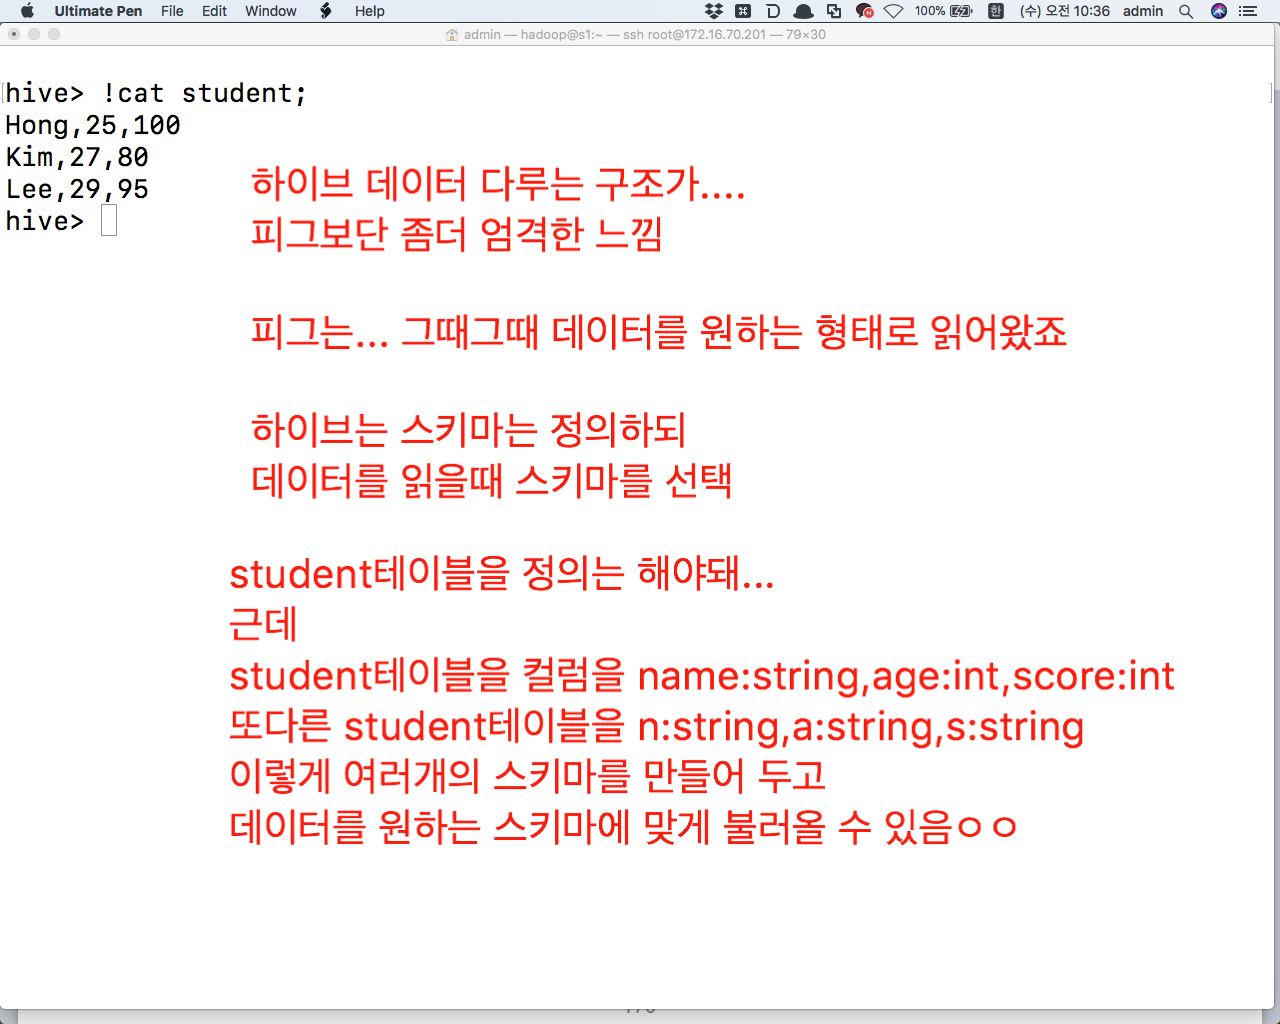 Ultimate Pen File Edit Window Help 100% 한 (수) 오전 10:36 admin
admin — hadoop@s1:~ — ssh root@172.16.70.201 — 79×30
hive> !cat student;
Hong,25,100
Kim,27,80
Lee,29,95
hive>
하이브 데이터 다루는 구조가....
피그보단 좀더 엄격한 느낌
피그는... 그때그때 데이터를 원하는 형태로 읽어왔죠
하이브는 스키마는 정의하되
데이터를 읽을때 스키마를 선택
student테이블을 정의는 해야돼...
근데
student테이블을 컬럼을 name:string,age:int,score:int
또다른 student테이블을 n:string,a:string,s:string
이렇게 여러개의 스키마를 만들어 두고
데이터를 원하는 스키마에 맞게 불러올 수 있음ㅇㅇ